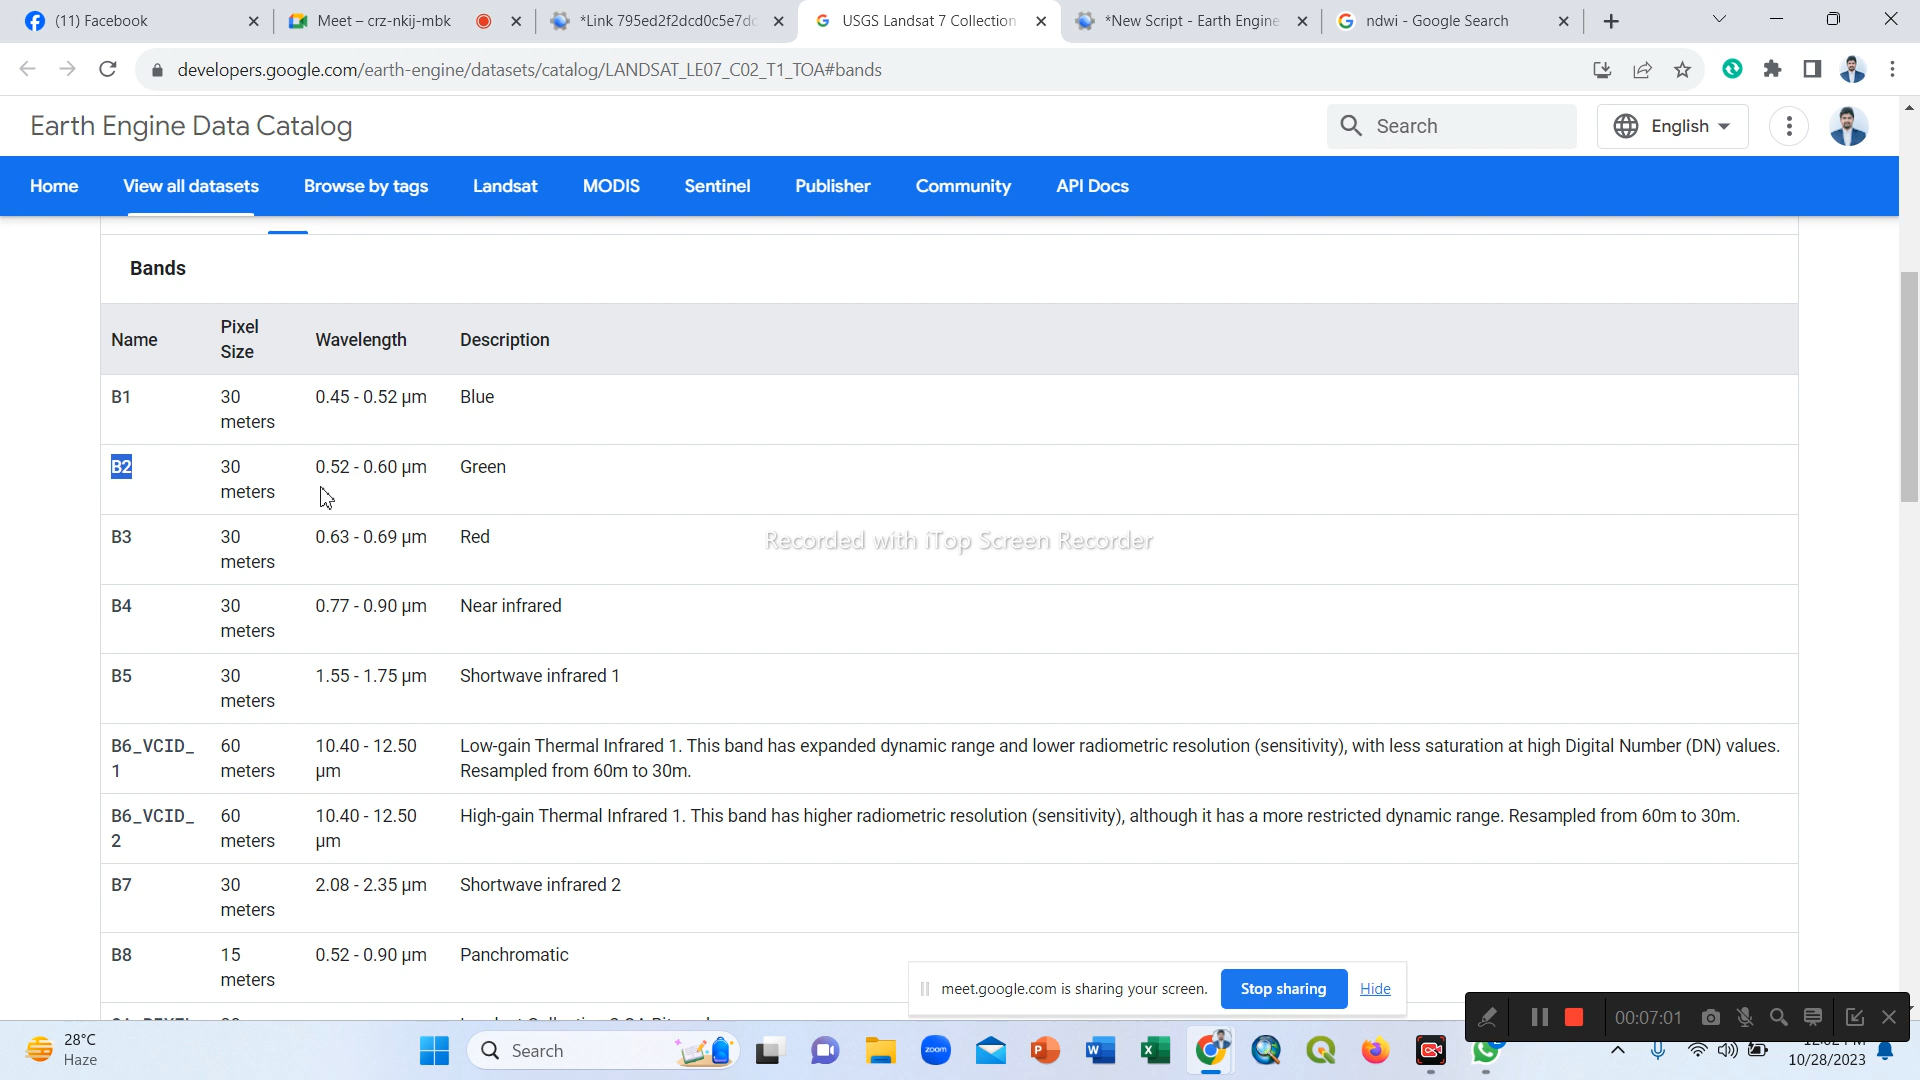 (11) Facebook
Meet – crz-nkij-mbk
*Link 795ed2f2dcd0c5e7dc
USGS Landsat 7 Collection
*New Script - Earth Engine
ndwi - Google Search
developers.google.com/earth-engine/datasets/catalog/LANDSAT_LE07_C02_T1_TOA#bands
Earth Engine Data Catalog
Search
English
Home
View all datasets
Browse by tags
Landsat
MODIS
Sentinel
Publisher
Community
API Docs
Bands
Name
Pixel
Size
Wavelength
Description
B1
30
meters
0.45 - 0.52 µm
Blue
B2
30
meters
0.52 - 0.60 µm
Green
B3
30
meters
0.63 - 0.69 µm
Red
Recorded with iTop Screen Recorder
B4
30
meters
0.77 - 0.90 µm
Near infrared
B5
30
meters
1.55 - 1.75 µm
Shortwave infrared 1
B6_VCID_
1
60
meters
10.40 - 12.50
µm
Low-gain Thermal Infrared 1. This band has expanded dynamic range and lower radiometric resolution (sensitivity), with less saturation at high Digital Number (DN) values.
Resampled from 60m to 30m.
B6_VCID_
2
60
meters
10.40 - 12.50
µm
High-gain Thermal Infrared 1. This band has higher radiometric resolution (sensitivity), although it has a more restricted dynamic range. Resampled from 60m to 30m.
B7
30
meters
2.08 - 2.35 µm
Shortwave infrared 2
B8
15
meters
0.52 - 0.90 µm
Panchromatic
meet.google.com is sharing your screen.
Stop sharing
Hide
00:07:01
28°C
Haze
Search
zoom
10/28/2023